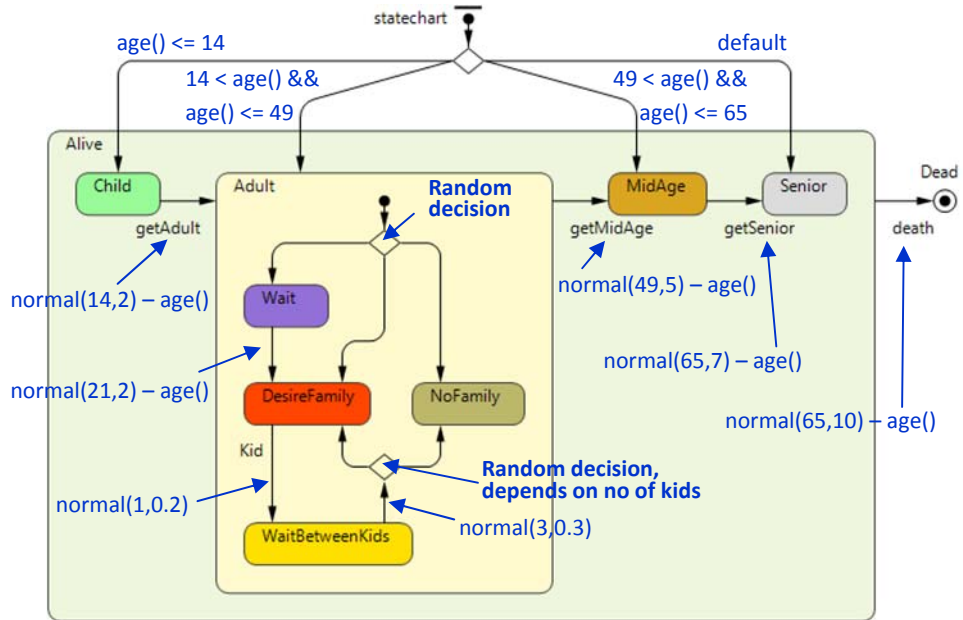 statechart
age() <= 14
default
14 < age() &&
age() <= 49
49 < age() &&
age() <= 65
Alive
Child
Adult
Random
decision
MidAge
Senior
Dead
getAdult
getMidAge
getSenior
death
normal(14,2) – age()
Wait
normal(49,5) – age()
normal(21,2) – age()
normal(65,7) – age()
DesireFamily
NoFamily
normal(65,10) – age()
Kid
Random decision,
depends on no of kids
normal(1,0.2)
WaitBetweenKids
normal(3,0.3)